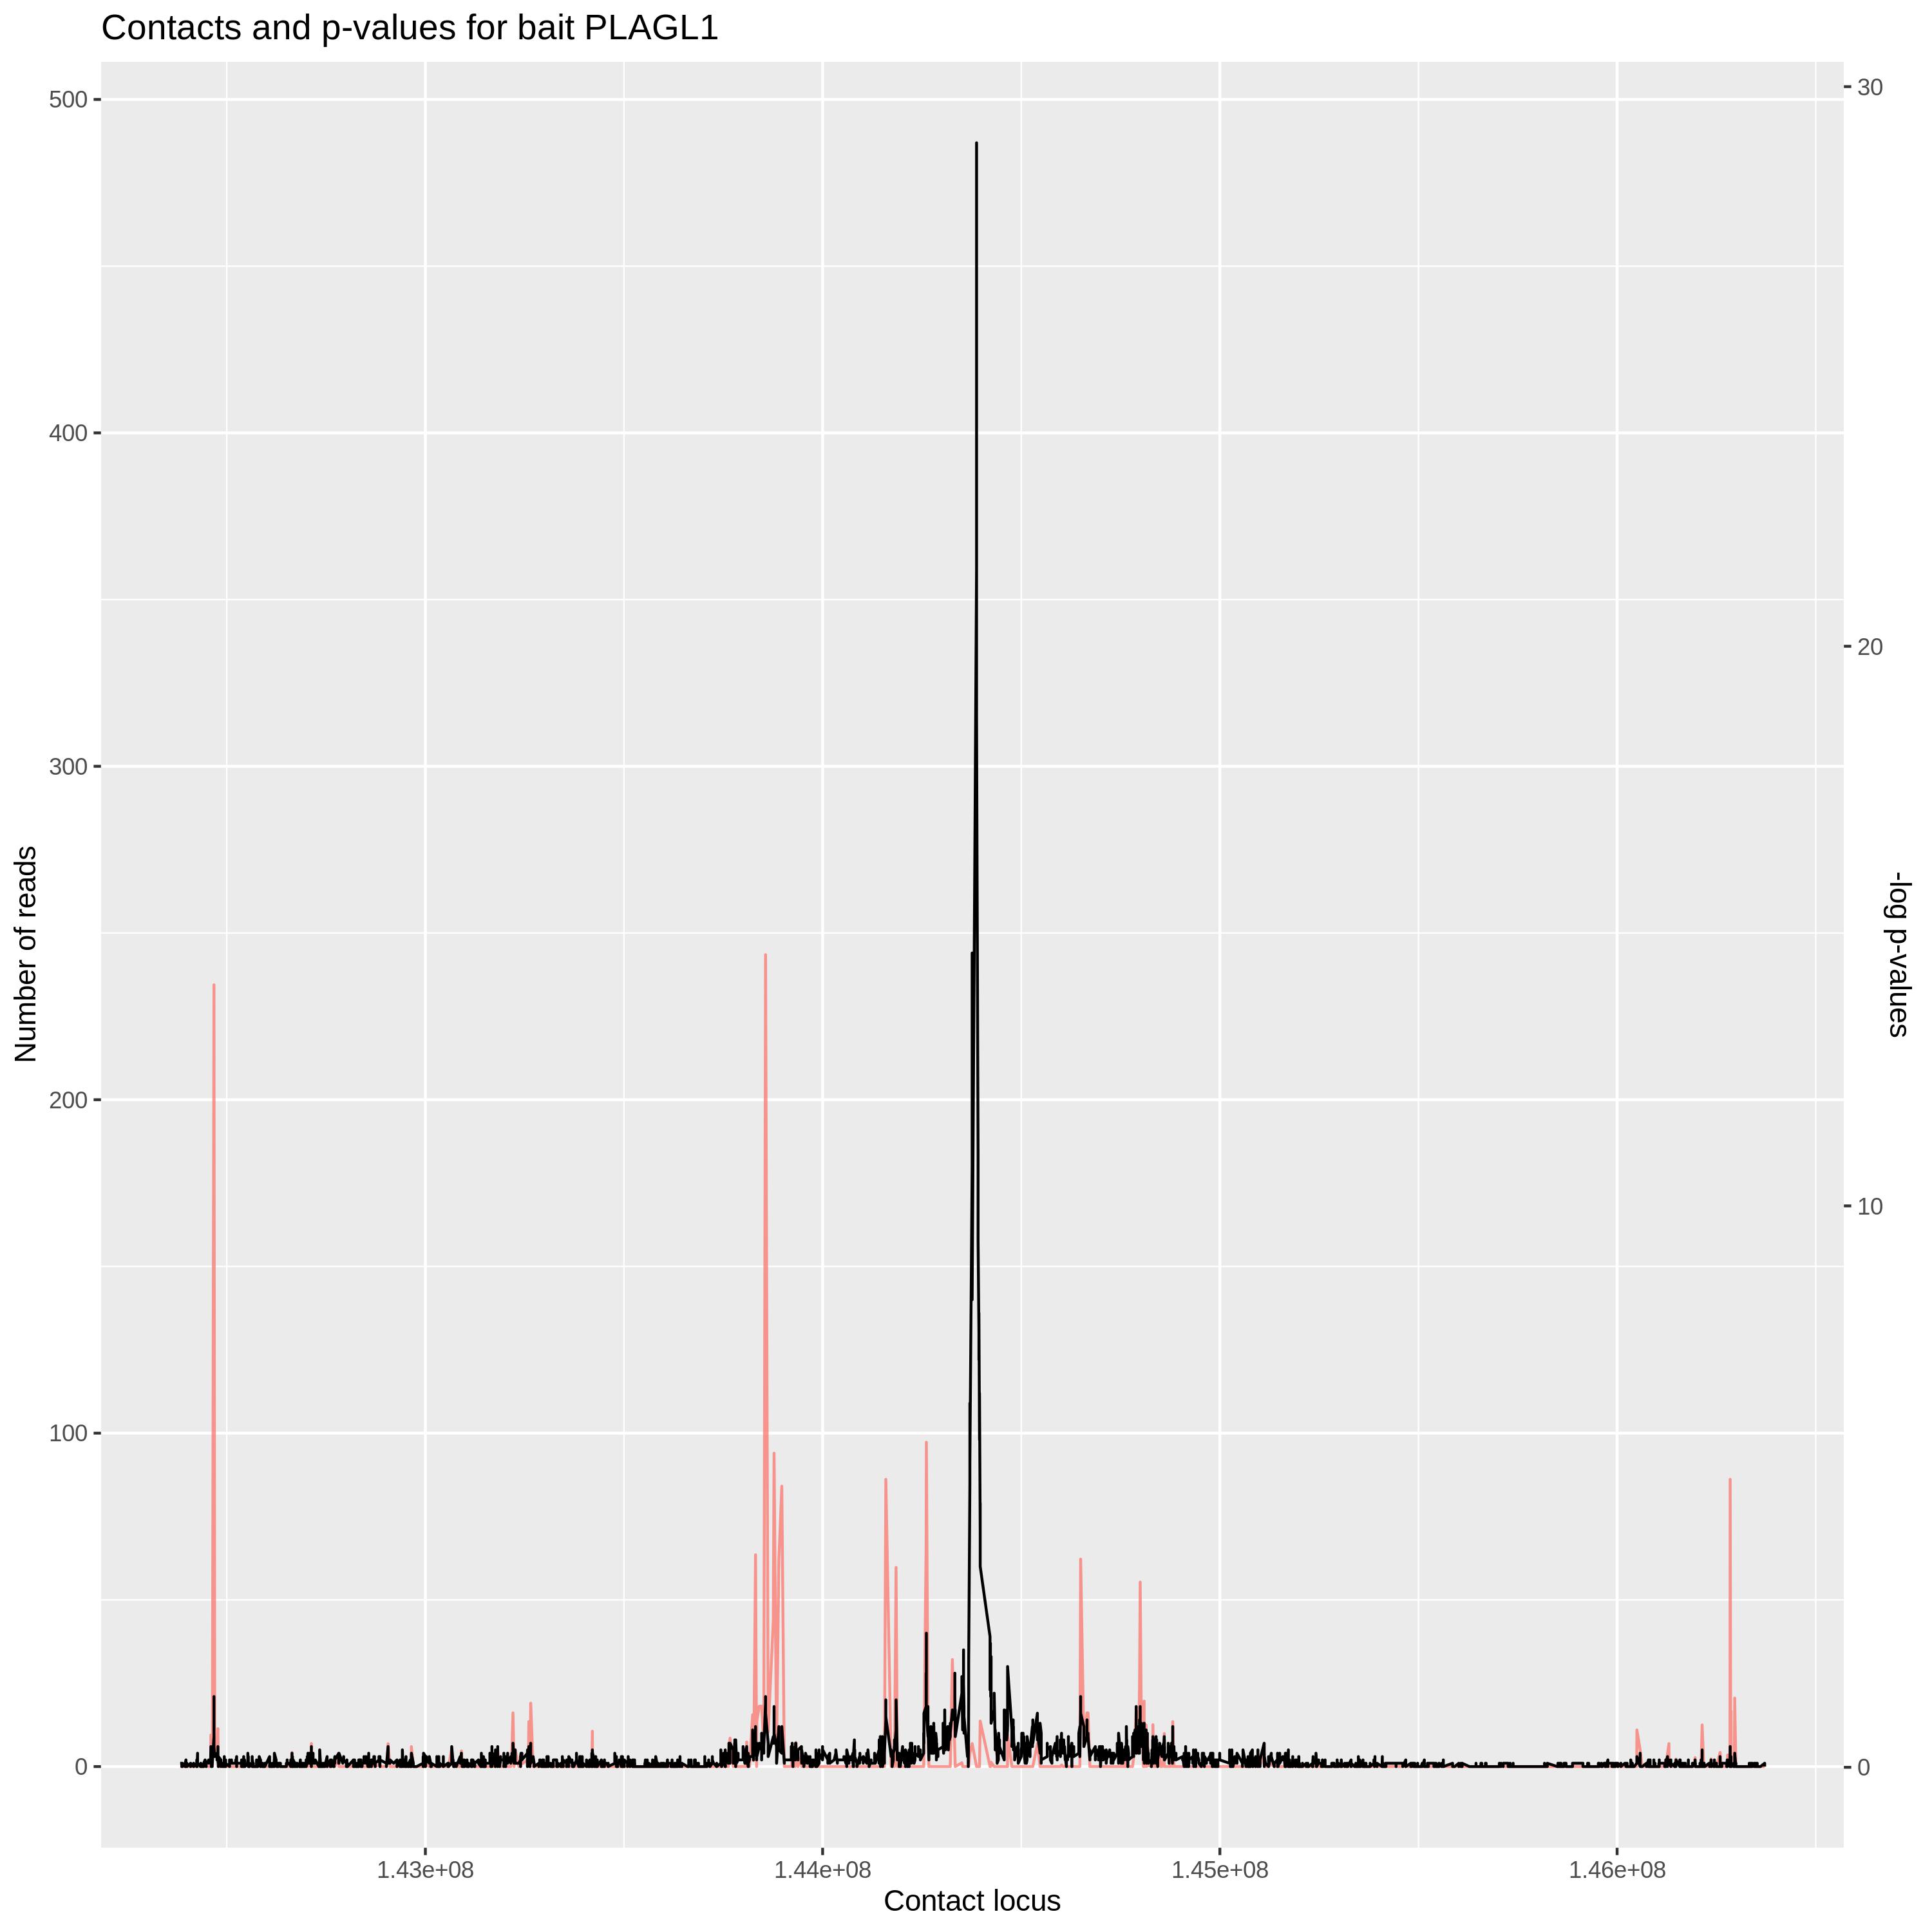 Contacts and p-values for bait PLAGL1
500
400
300
200
100
0
Number of reads
30
20
10
0
-log p-values
1.43e+08
1.44e+08
1.45e+08
1.46e+08
Contact locus